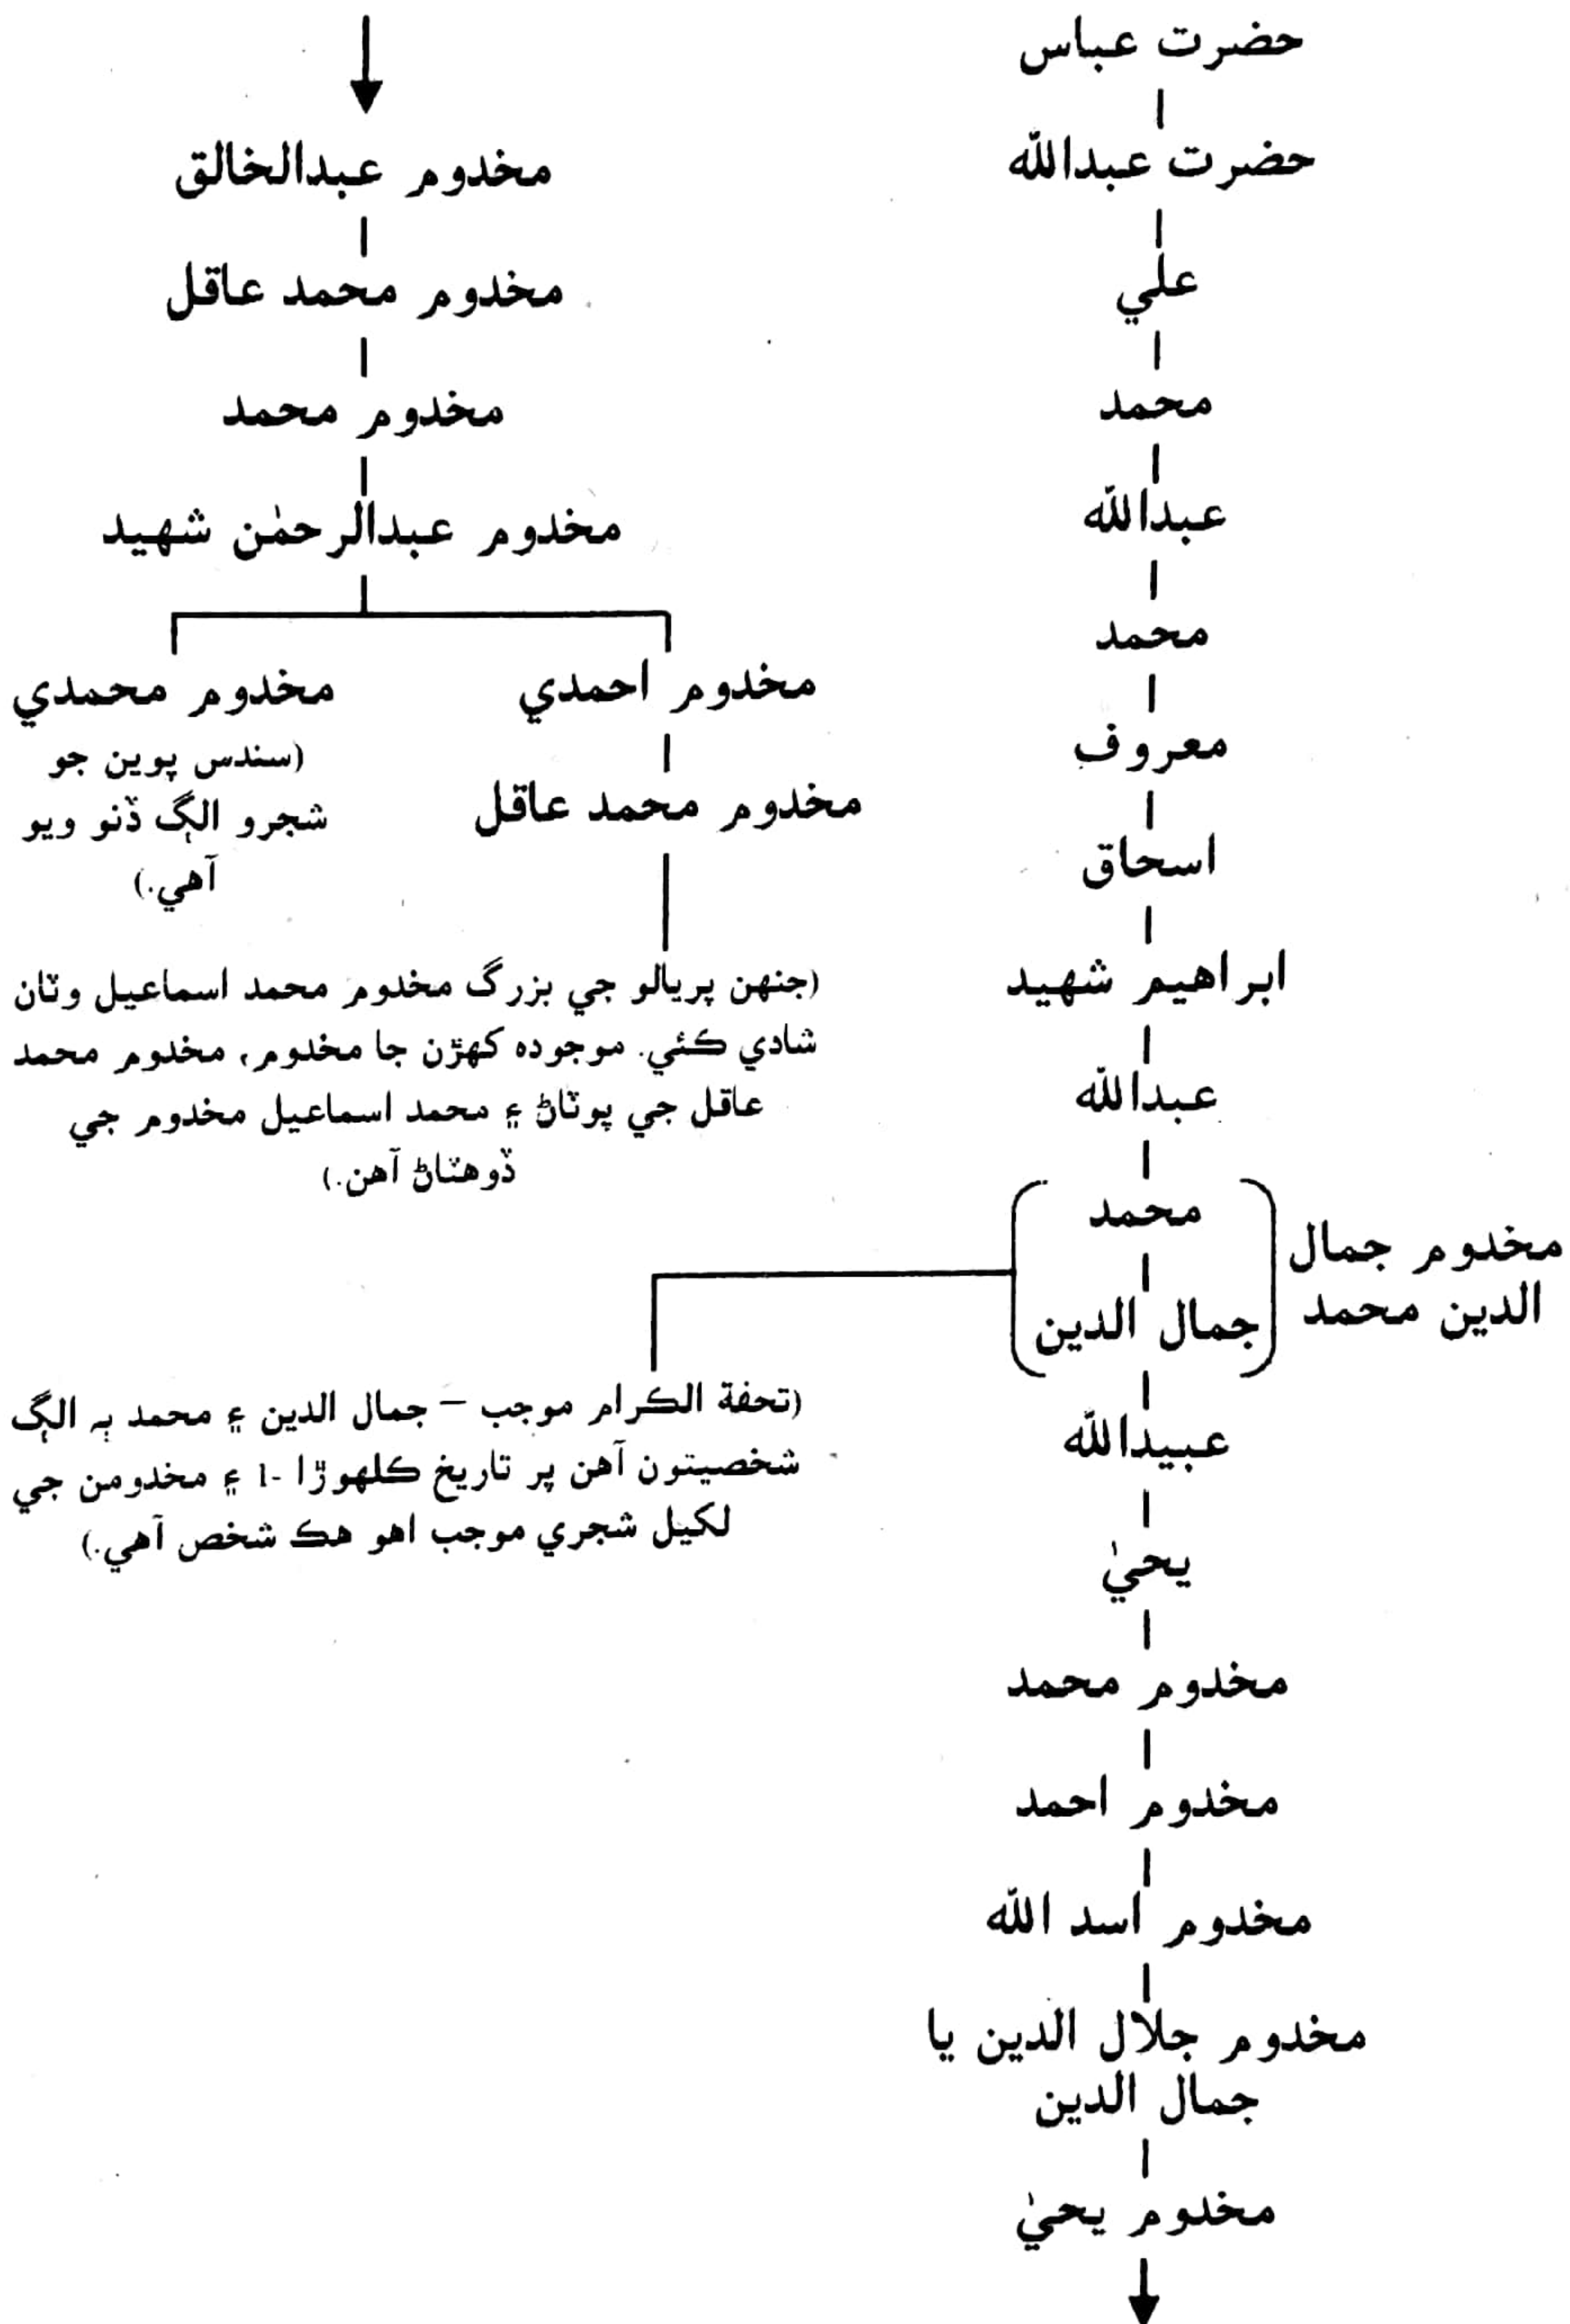 حضرت عباس
حضرت عبدالله
علي
محمد
عبدالله
محمد
معروف
اسحاق
ابراهيم شهيد
عبدالله
محمد
جمال الدين
مخدوم جمال
الدين محمد
(تحفة الڪرام موجب – جمال الدين ۽ محمد ٻه الڳ
شخصيتون آهن پر تاريخ ڪلهوڙا -1 ۽ مخدومن جي
لکيل شجري موجب اهو هڪ شخص آهي.)
عبيدالله
يحيٰ
مخدوم محمد
مخدوم احمد
مخدوم اسد الله
مخدوم جلال الدين يا
جمال الدين
مخدوم يحيٰ
مخدوم عبدالخالق
مخدوم محمد عاقل
مخدوم محمد
مخدوم عبدالرحمٰن شهيد
مخدوم احمدي
مخدوم محمد عاقل
(جنهن پريالو جي بزرگ مخدوم محمد اسماعيل وٽان
شادي ڪئي. موجوده کهڙن جا مخدوم، مخدوم محمد
عاقل جي پوٽاڻ ۽ محمد اسماعيل مخدوم جي
ڏوهٽاڻ آهن.)
مخدوم محمدي
(سندس پوين جو
شجرو الڳ ڏنو ويو
آهي.)